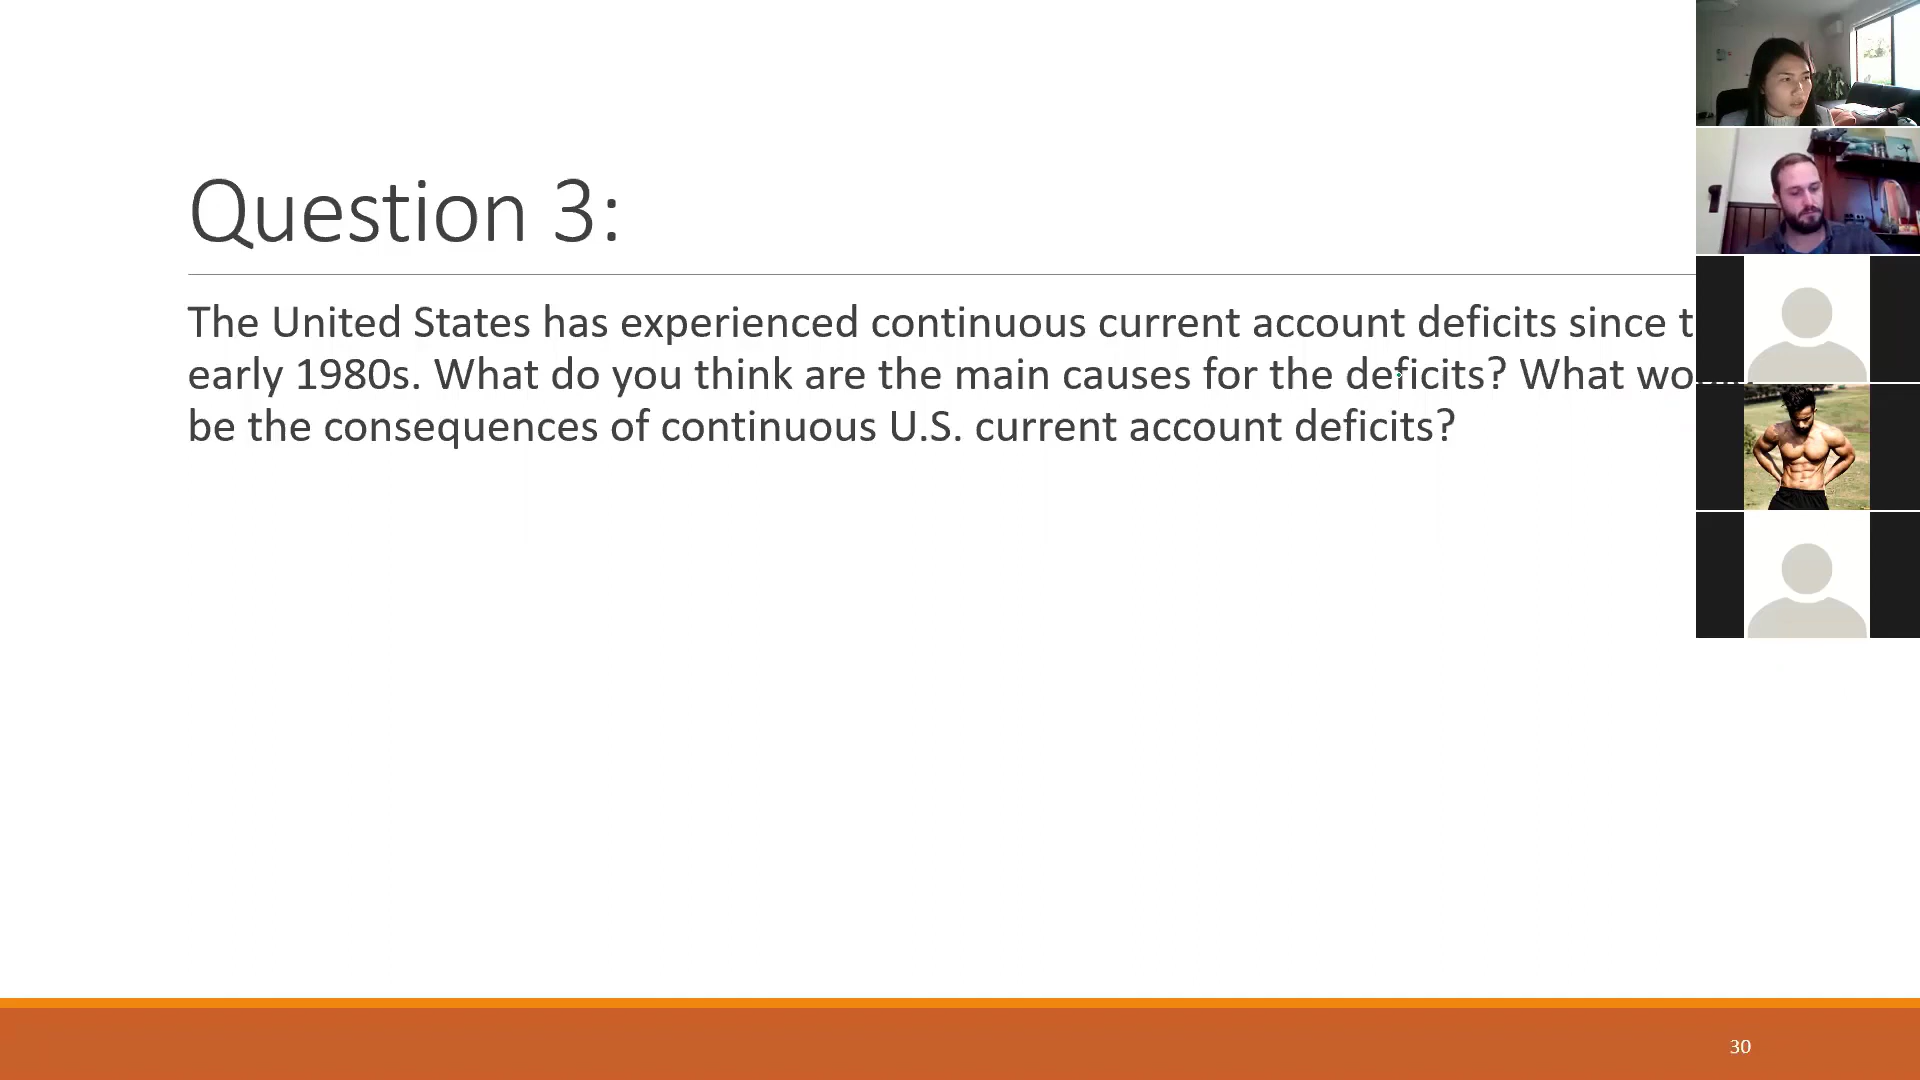 Question 3:
The United States has experienced continuous current account deficits since
early 1980s. What do you think are the main causes for the deficits? What
be the consequences of continuous U.S. current account deficits?
30